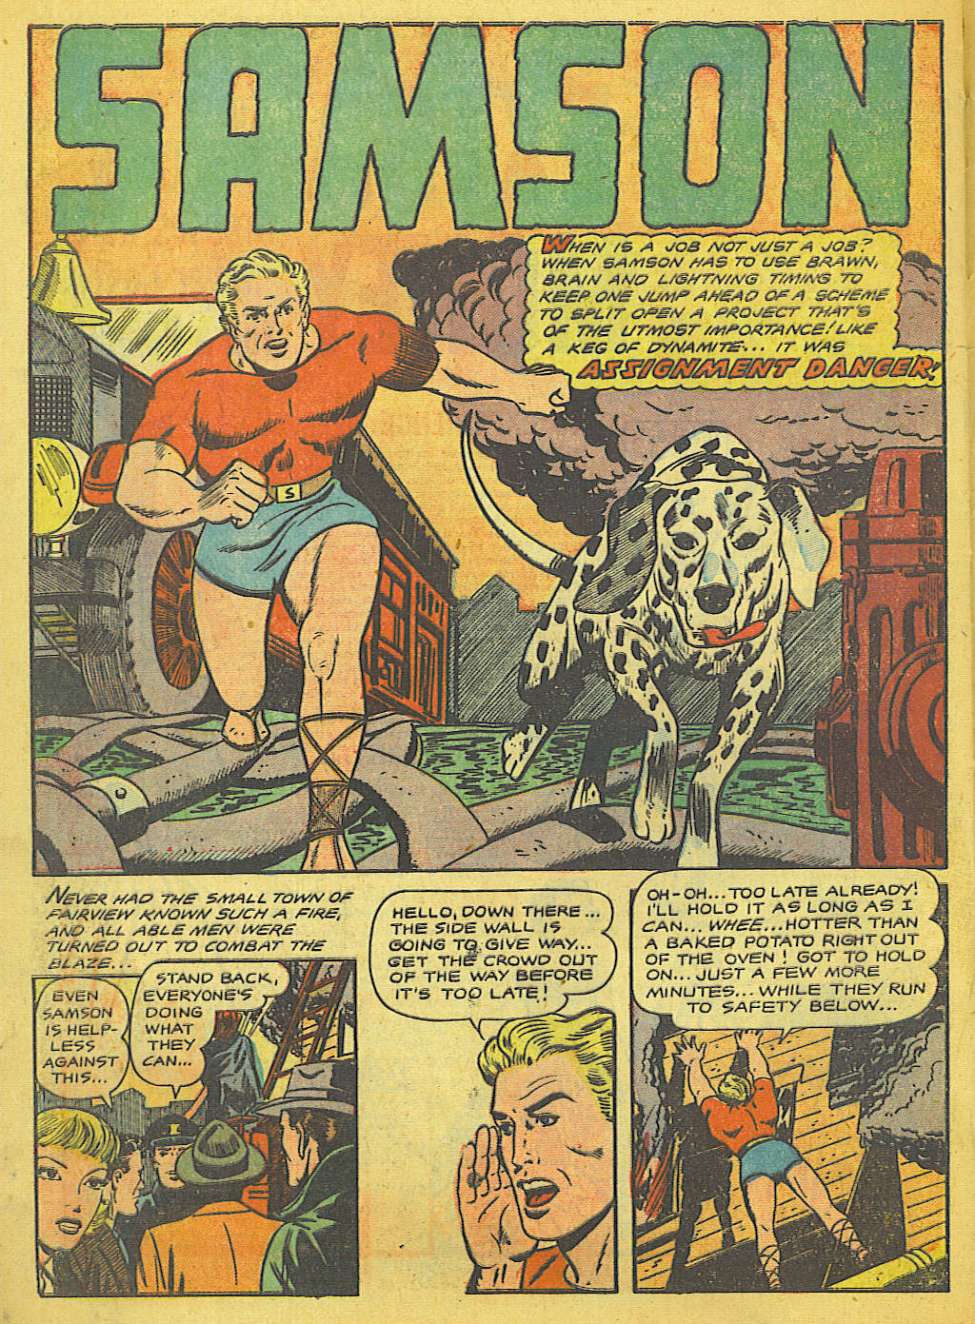 SAMSON
WHEN IS A JOB NOT JUST A JOB?
WHEN SAMSON HAS TO USE BRAWN,
BRAIN AND LIGHTNING TIMING TO
KEEP ONE JUMP AHEAD OF A SCHEME
TO SPLIT OPEN A PROJECT THAT'S
OF THE UTMOST IMPORTANCE! LIKE
A KEG OF DYNAMITE... IT WAS
ASSIGNMENT DANGER!
S
NEVER HAD THE SMALL TOWN OF
FAIRVIEW KNOWN SUCH A FIRE,
AND ALL ABLE MEN WERE
TURNED OUT TO COMBAT THE
BLAZE...
EVEN
SAMSON
IS HELP-
LESS
AGAINST
THIS...
STAND BACK,
EVERYONE'S
DOING
WHAT
THEY
CAN...
HELLO, DOWN THERE...
THE SIDE WALL IS
GOING TO GIVE WAY...
GET THE CROWD OUT
OF THE WAY BEFORE
IT'S TOO LATE!
OH-OH... TOO LATE ALREADY!
I'LL HOLD IT AS LONG AS I
CAN... WHEE... HOTTER THAN
A BAKED POTATO RIGHT OUT
OF THE OVEN! GOT TO HOLD
ON... JUST A FEW MORE
MINUTES... WHILE THEY RUN
TO SAFETY BELOW...